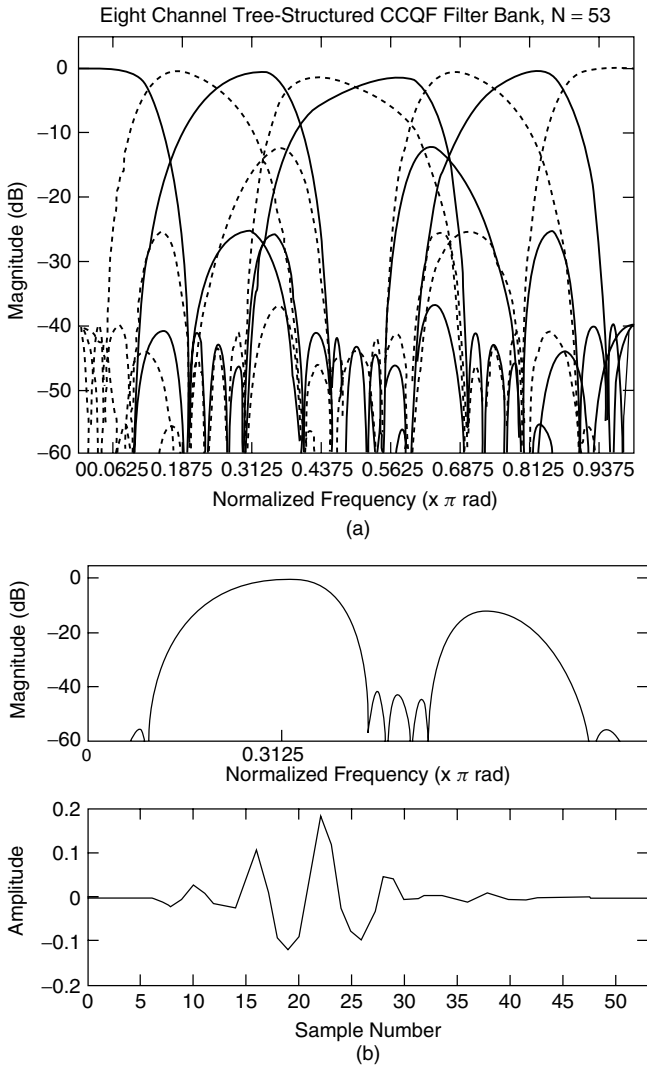 Eight Channel Tree-Structured CCQF Filter Bank, N = 53
0
−10
−20
−30
−40
−50
−60
Magnitude (dB)
00.0625 0.1875 0.3125 0.4375 0.5625 0.6875 0.8125 0.9375
Normalized Frequency (x π rad)
(a)
0
−20
−40
−60
Magnitude (dB)
0 0.3125
Normalized Frequency (x π rad)
0.2
0.1
0
−0.1
−0.2
Amplitude
0 5 10 15 20 25 30 35 40 45 50
Sample Number
(b)